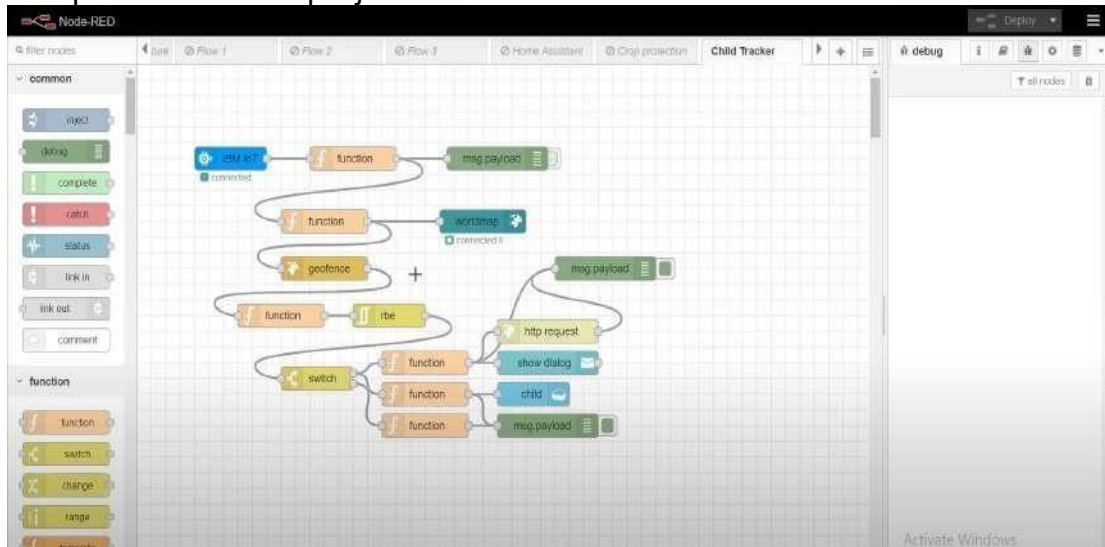 Node-RED
Deploy
filter nodes
Flow 1
Flow 2
Flow 3
Home Assistant
Crop protection
Child Tracker
debug
all nodes
common
inject
debug
complete
catch
status
link in
link out
comment
function
function
switch
change
range
IBM IoT
connected
function
msg.payload
function
worldmap
connected
geofence
msg.payload
function
rbe
http request
switch
function
show dialog
function
child
function
msg.payload
Activate Windows